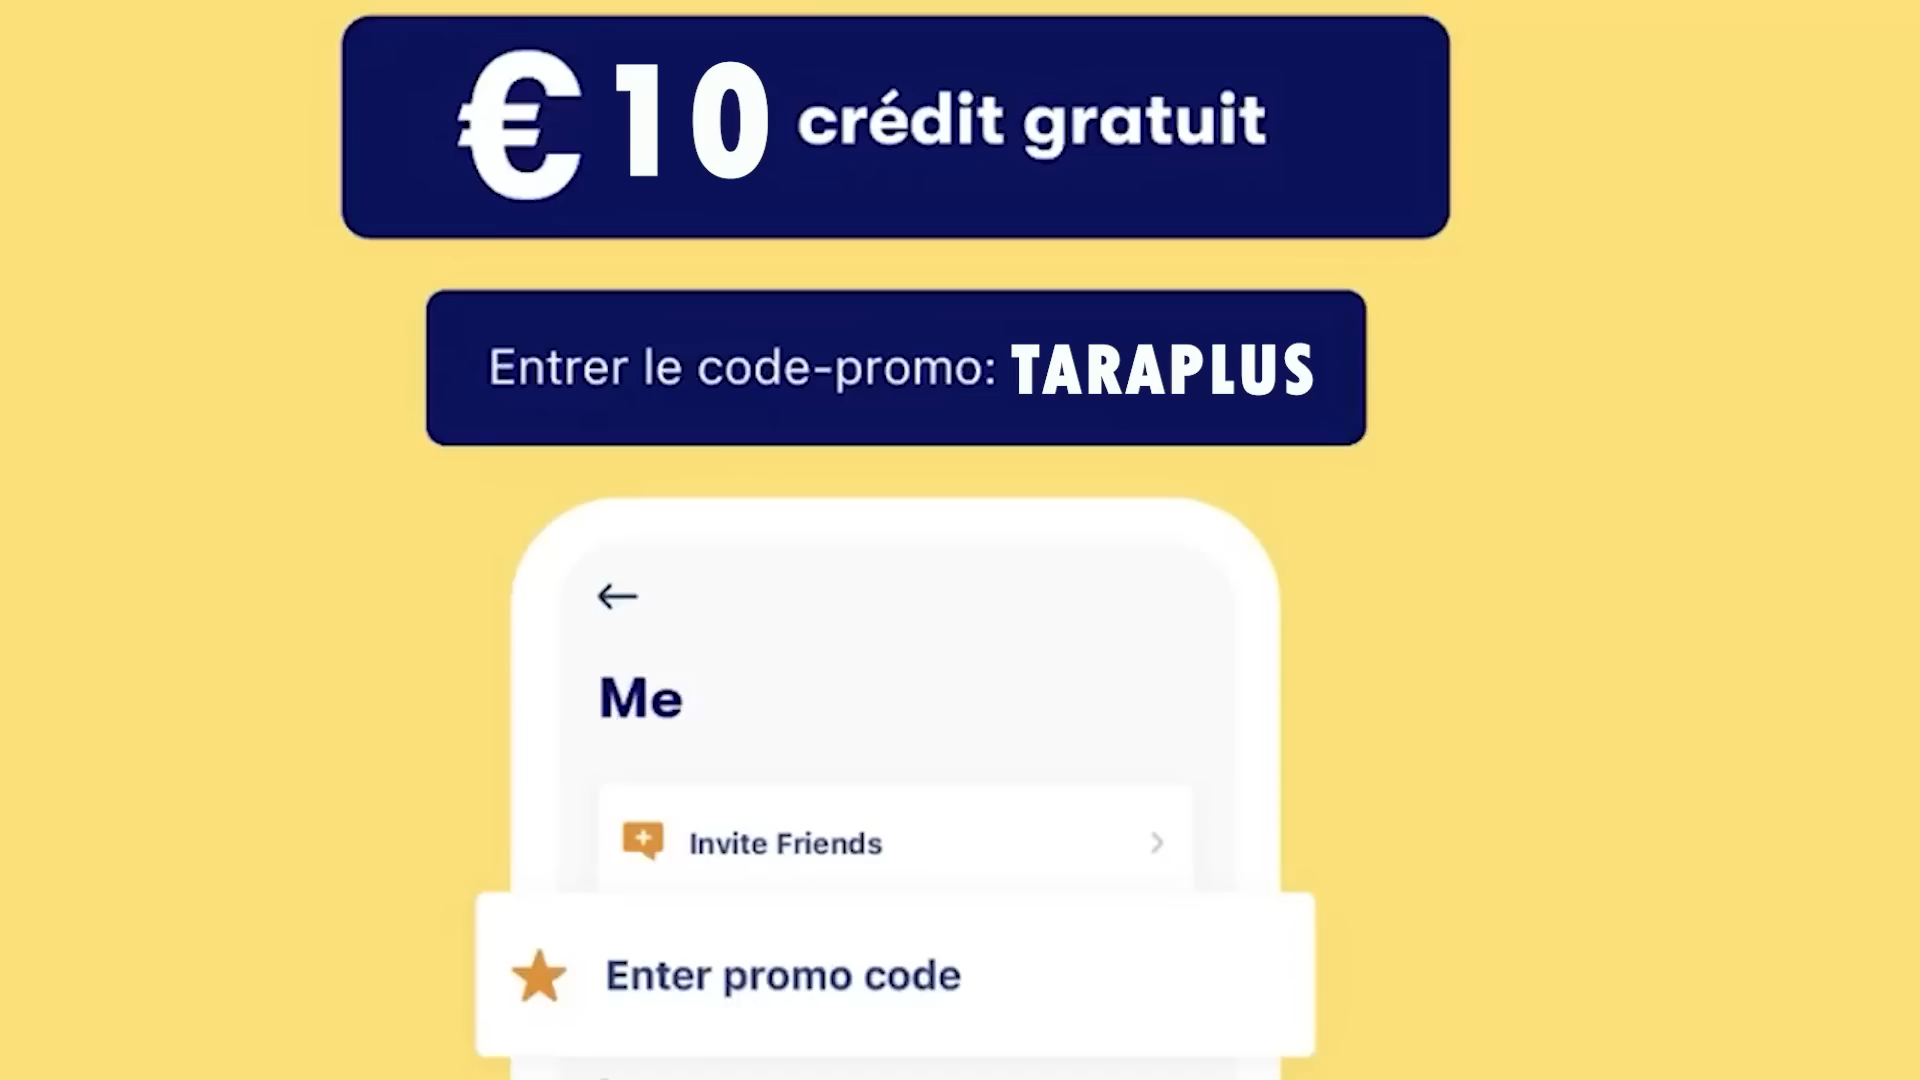 €10 crédit gratuit
Entrer le code-promo: TARAPLUS
Me
Invite Friends
Enter promo code